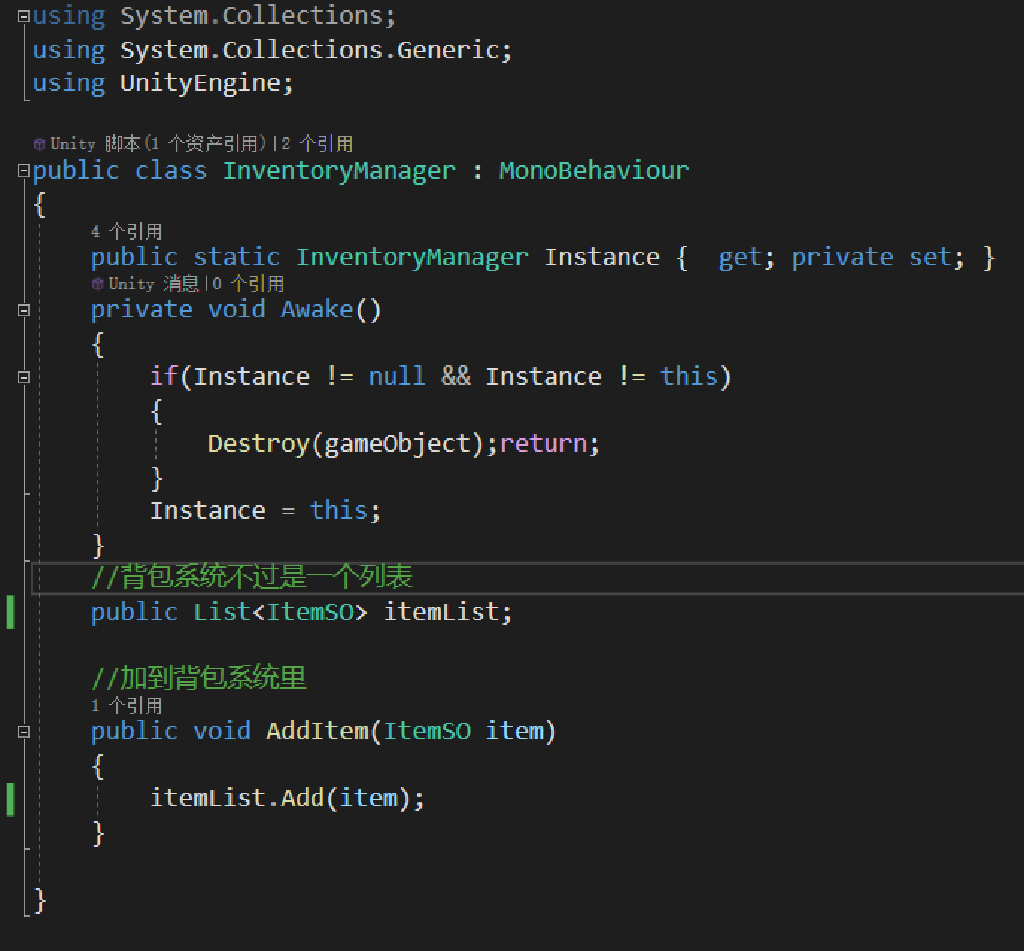 using System.Collections;
using System.Collections.Generic;
using UnityEngine;
Unity 脚本(1 个资产引用)|2 个引用
public class InventoryManager : MonoBehaviour
{
4 个引用
public static InventoryManager Instance {  get; private set; }
Unity 消息|0 个引用
private void Awake()
{
if(Instance != null && Instance != this)
{
Destroy(gameObject);return;
}
Instance = this;
}
//背包系统不过是一个列表
public List<ItemSO> itemList;
//加到背包系统里
1 个引用
public void AddItem(ItemSO item)
{
itemList.Add(item);
}
}